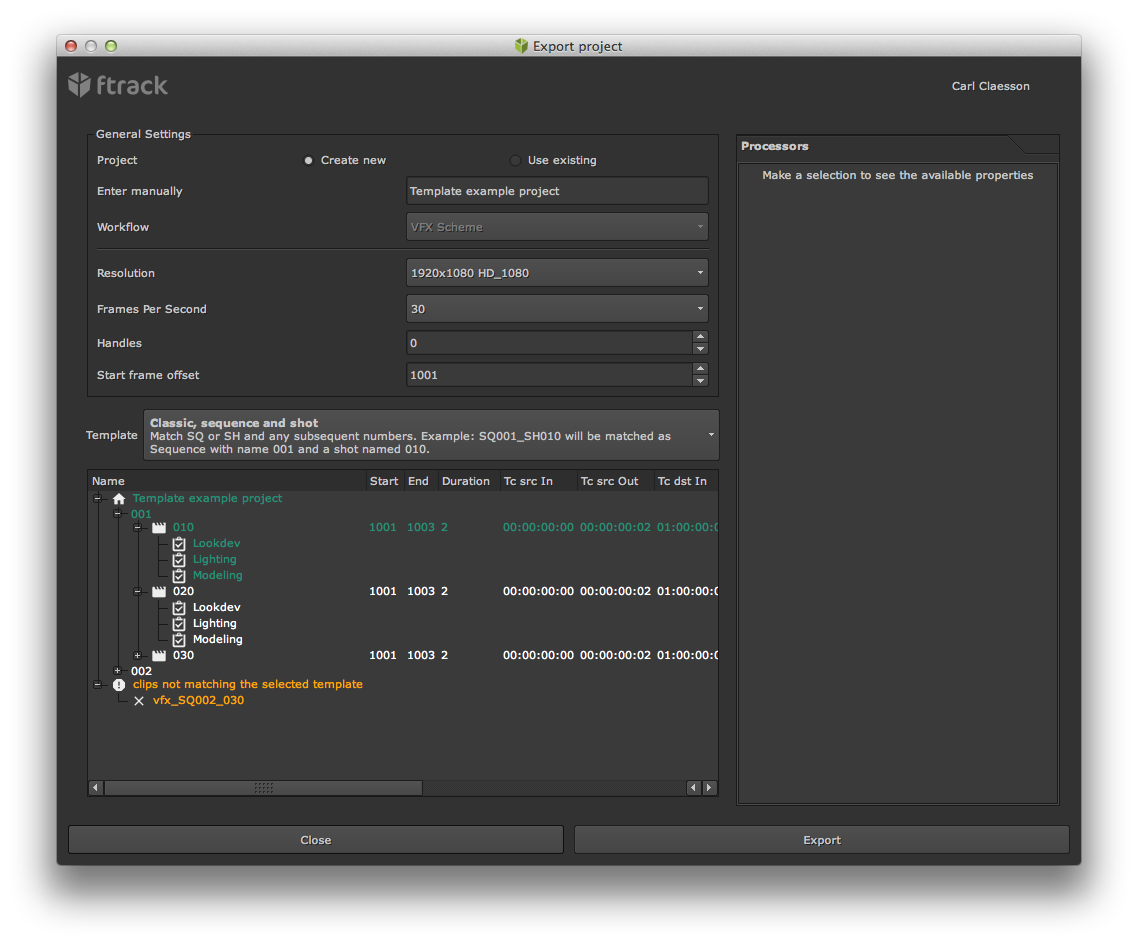 Export project
ftrack
Carl Claesson
General Settings
Project Create new Use existing
Enter manually Template example project
Workflow VFX Scheme
Resolution 1920x1080 HD_1080
Frames Per Second 30
Handles 0
Start frame offset 1001
Template
Classic, sequence and shot
Match SQ or SH and any subsequent numbers. Example: SQ001_SH010 will be matched as
Sequence with name 001 and a shot named 010.
Name Start End Duration Tc src In Tc src Out Tc dst In
Template example project
001
010 1001 1003 2 00:00:00:00 00:00:00:02 01:00:00:0
Lookdev
Lighting
Modeling
020 1001 1003 2 00:00:00:00 00:00:00:02 01:00:00:0
Lookdev
Lighting
Modeling
030 1001 1003 2 00:00:00:00 00:00:00:02 01:00:00:0
002
clips not matching the selected template
vfx_SQ002_030
Processors
Make a selection to see the available properties
Close Export